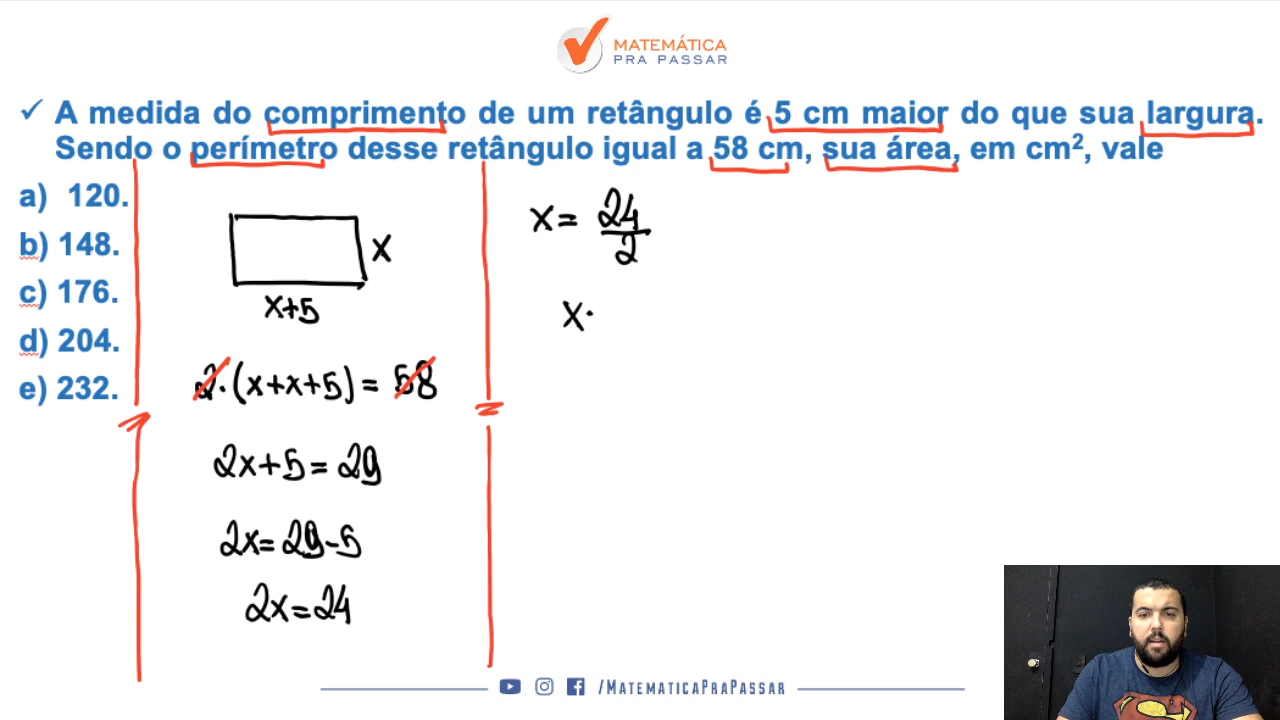 MATEMÁTICA
PRA PASSAR
✓ A medida do comprimento de um retângulo é 5 cm maior do que sua largura.
Sendo o perímetro desse retângulo igual a 58 cm, sua área, em cm², vale
a) 120.
b) 148.
c) 176.
d) 204.
e) 232.
x
x+5
2·(x+x+5)=58
2x+5=29
2x=29-5
2x=24
x=24/2
x
/MATEMATICAPRAPASSAR